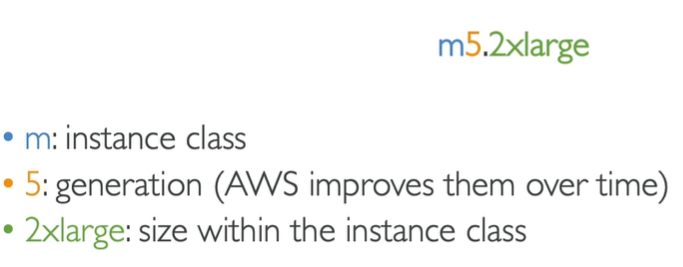 m5.2xlarge
• m: instance class
• 5: generation (AWS improves them over time)
• 2xlarge: size within the instance class